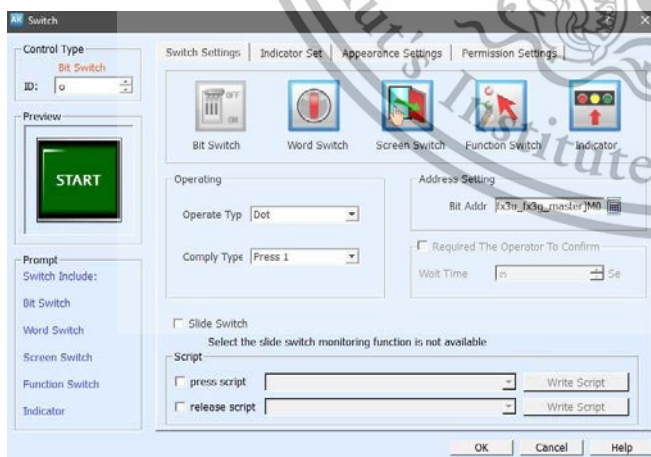 AK Switch
Control Type
Bit Switch
ID: 0
Preview
START
Prompt
Switch Include:
Bit Switch
Word Switch
Screen Switch
Function Switch
Indicator
Switch Settings Indicator Set Appearance Settings Permission Settings
OFF
ON
Bit Switch Word Switch Screen Switch Function Switch Indicator
Operating
Operate Typ Dot
Comply Type Press 1
Address Setting
Bit Addr [fx3u_fx3g_master]M0
Required The Operator To Confirm
Wait Time Se
Slide Switch
Select the slide switch monitoring function is not available
Script
press script Write Script
release script Write Script
OK Cancel Help
ut's Institute